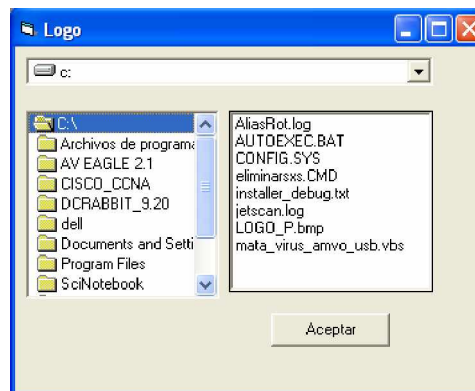 Logo
c:
C:\
Archivos de programa
AV EAGLE 2.1
CISCO_CCNA
DCRABBIT_9.20
dell
Documents and Setti
Program Files
SciNotebook
AliasRot.log
AUTOEXEC.BAT
CONFIG.SYS
eliminarsxs.CMD
installer_debug.txt
jetscan.log
LOGO_P.bmp
mata_virus_amvo_usb.vbs
Aceptar